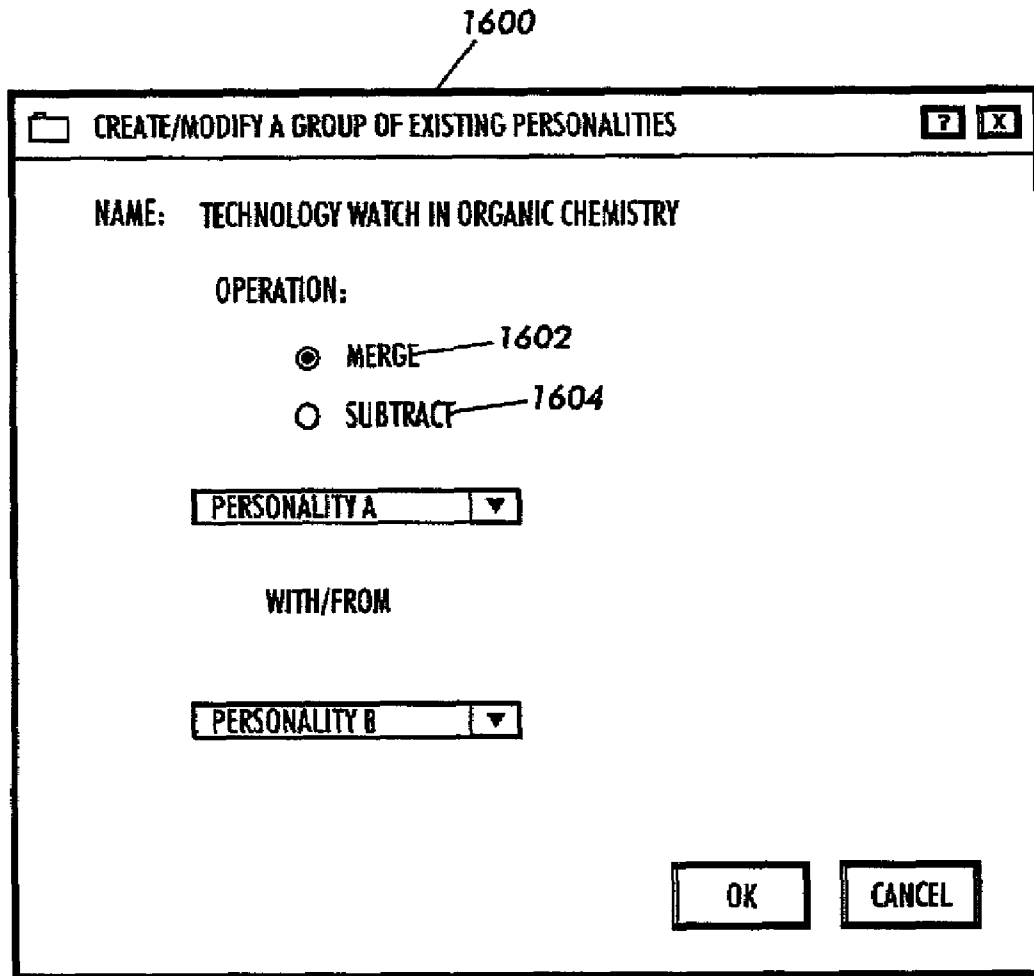 1600
CREATE/MODIFY A GROUP OF EXISTING PERSONALITIES ? X
NAME: TECHNOLOGY WATCH IN ORGANIC CHEMISTRY
OPERATION:
MERGE 1602
SUBTRACT 1604
PERSONALITY A
WITH/FROM
PERSONALITY B
OK CANCEL